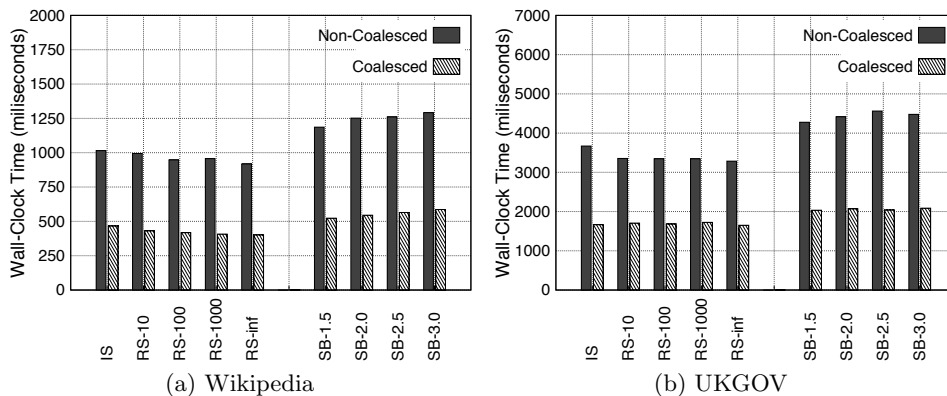 Wall-Clock Time (miliseconds)
2000
1750
1500
1250
1000
750
500
250
0
Non-Coalesced
Coalesced
IS
RS-10
RS-100
RS-1000
RS-inf
SB-1.5
SB-2.0
SB-2.5
SB-3.0
(a) Wikipedia
Wall-Clock Time (miliseconds)
7000
6000
5000
4000
3000
2000
1000
0
Non-Coalesced
Coalesced
IS
RS-10
RS-100
RS-1000
RS-inf
SB-1.5
SB-2.0
SB-2.5
SB-3.0
(b) UKGOV